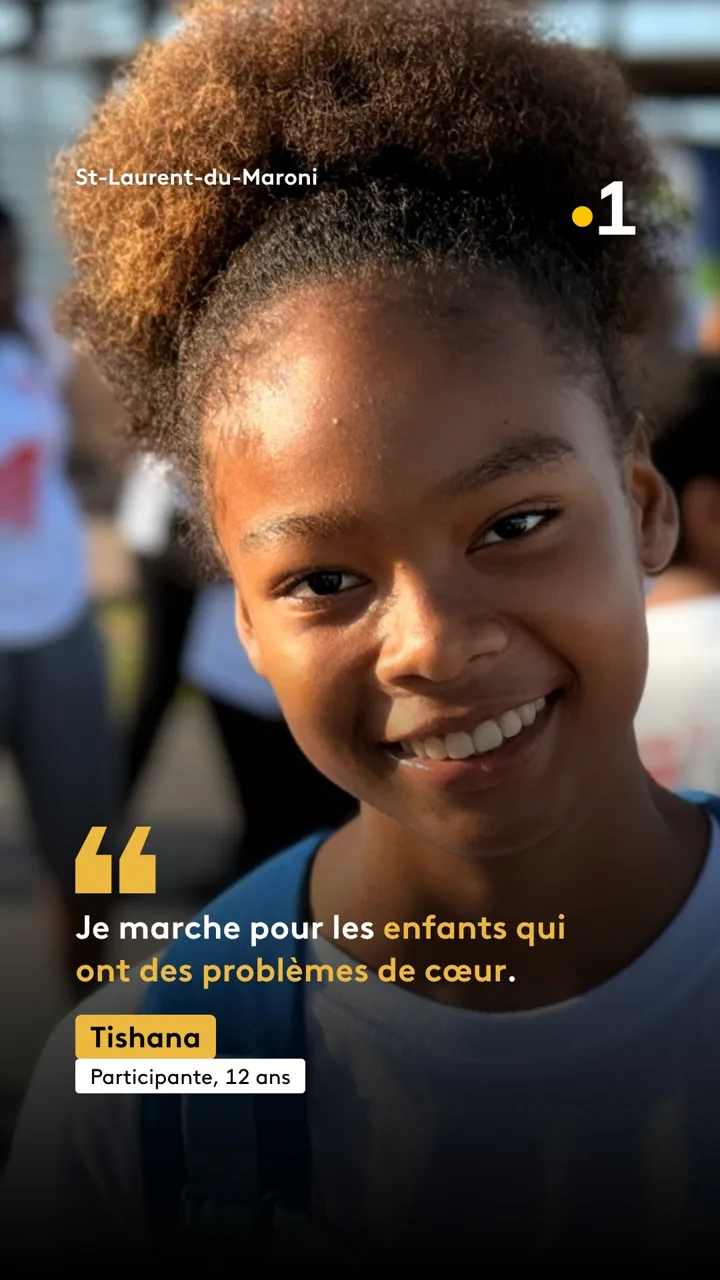 St-Laurent-du-Maroni
1
Je marche pour les enfants qui
ont des problèmes de cœur.
Tishana
Participante, 12 ans